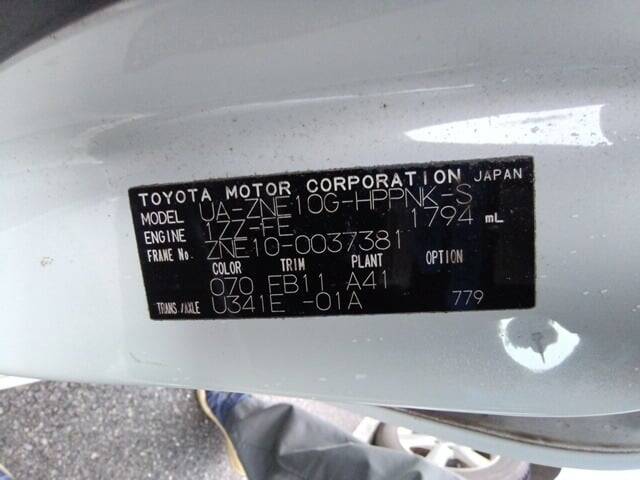 TOYOTA MOTOR CORPORATION JAPAN
MODEL UA-ZNE10G-HPPNK-S
ENGINE 1ZZ-FE 1794 mL
FRAME No. ZNE10-0037381
COLOR TRIM PLANT OPTION
070 FB11 A41
TRANS/AXLE U341E -01A 779